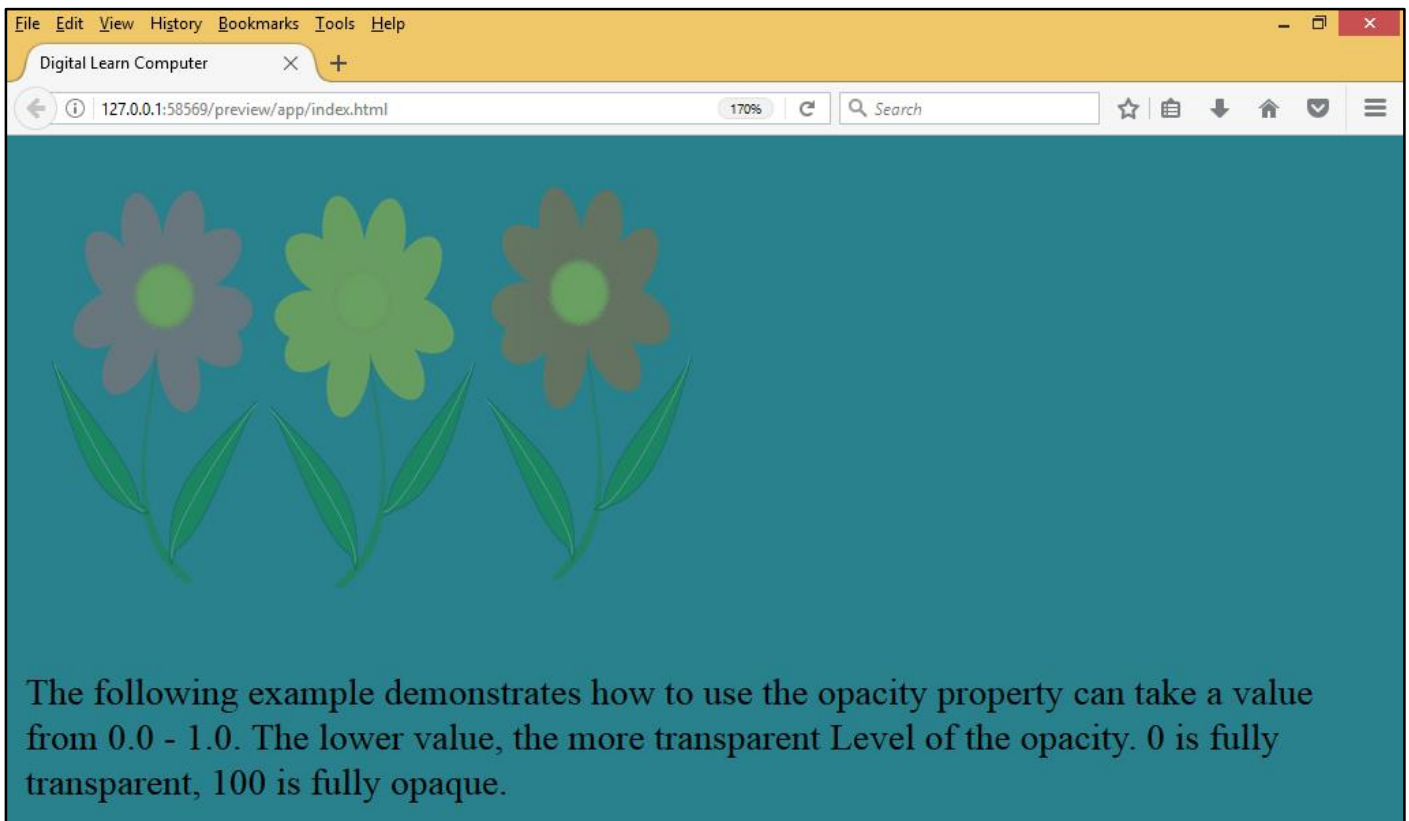 File Edit View History Bookmarks Tools Help
Digital Learn Computer
127.0.0.1:58569/preview/app/index.html 170% Search
The following example demonstrates how to use the opacity property can take a value
from 0.0 - 1.0. The lower value, the more transparent Level of the opacity. 0 is fully
transparent, 100 is fully opaque.